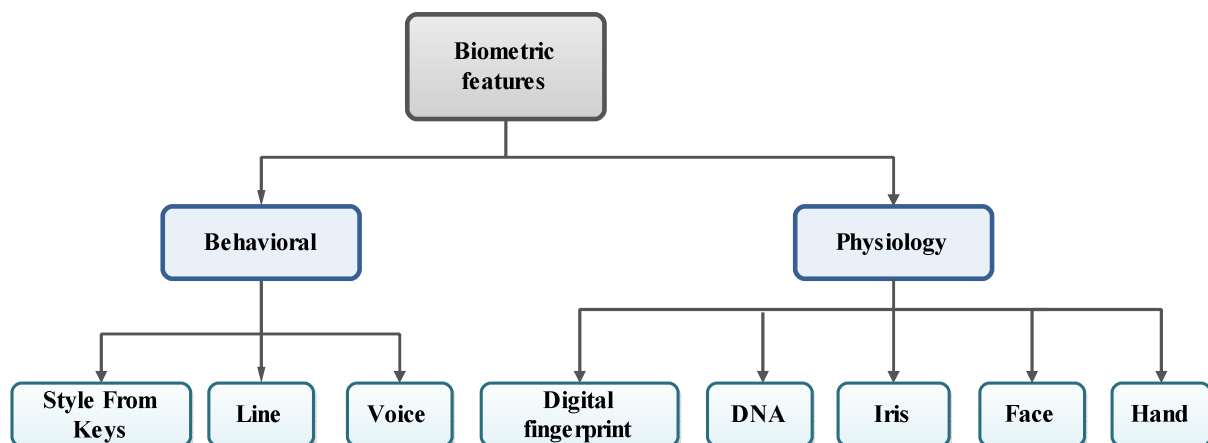 Biometric
features
Behavioral
Physiology
Style From
Keys
Line
Voice
Digital
fingerprint
DNA
Iris
Face
Hand